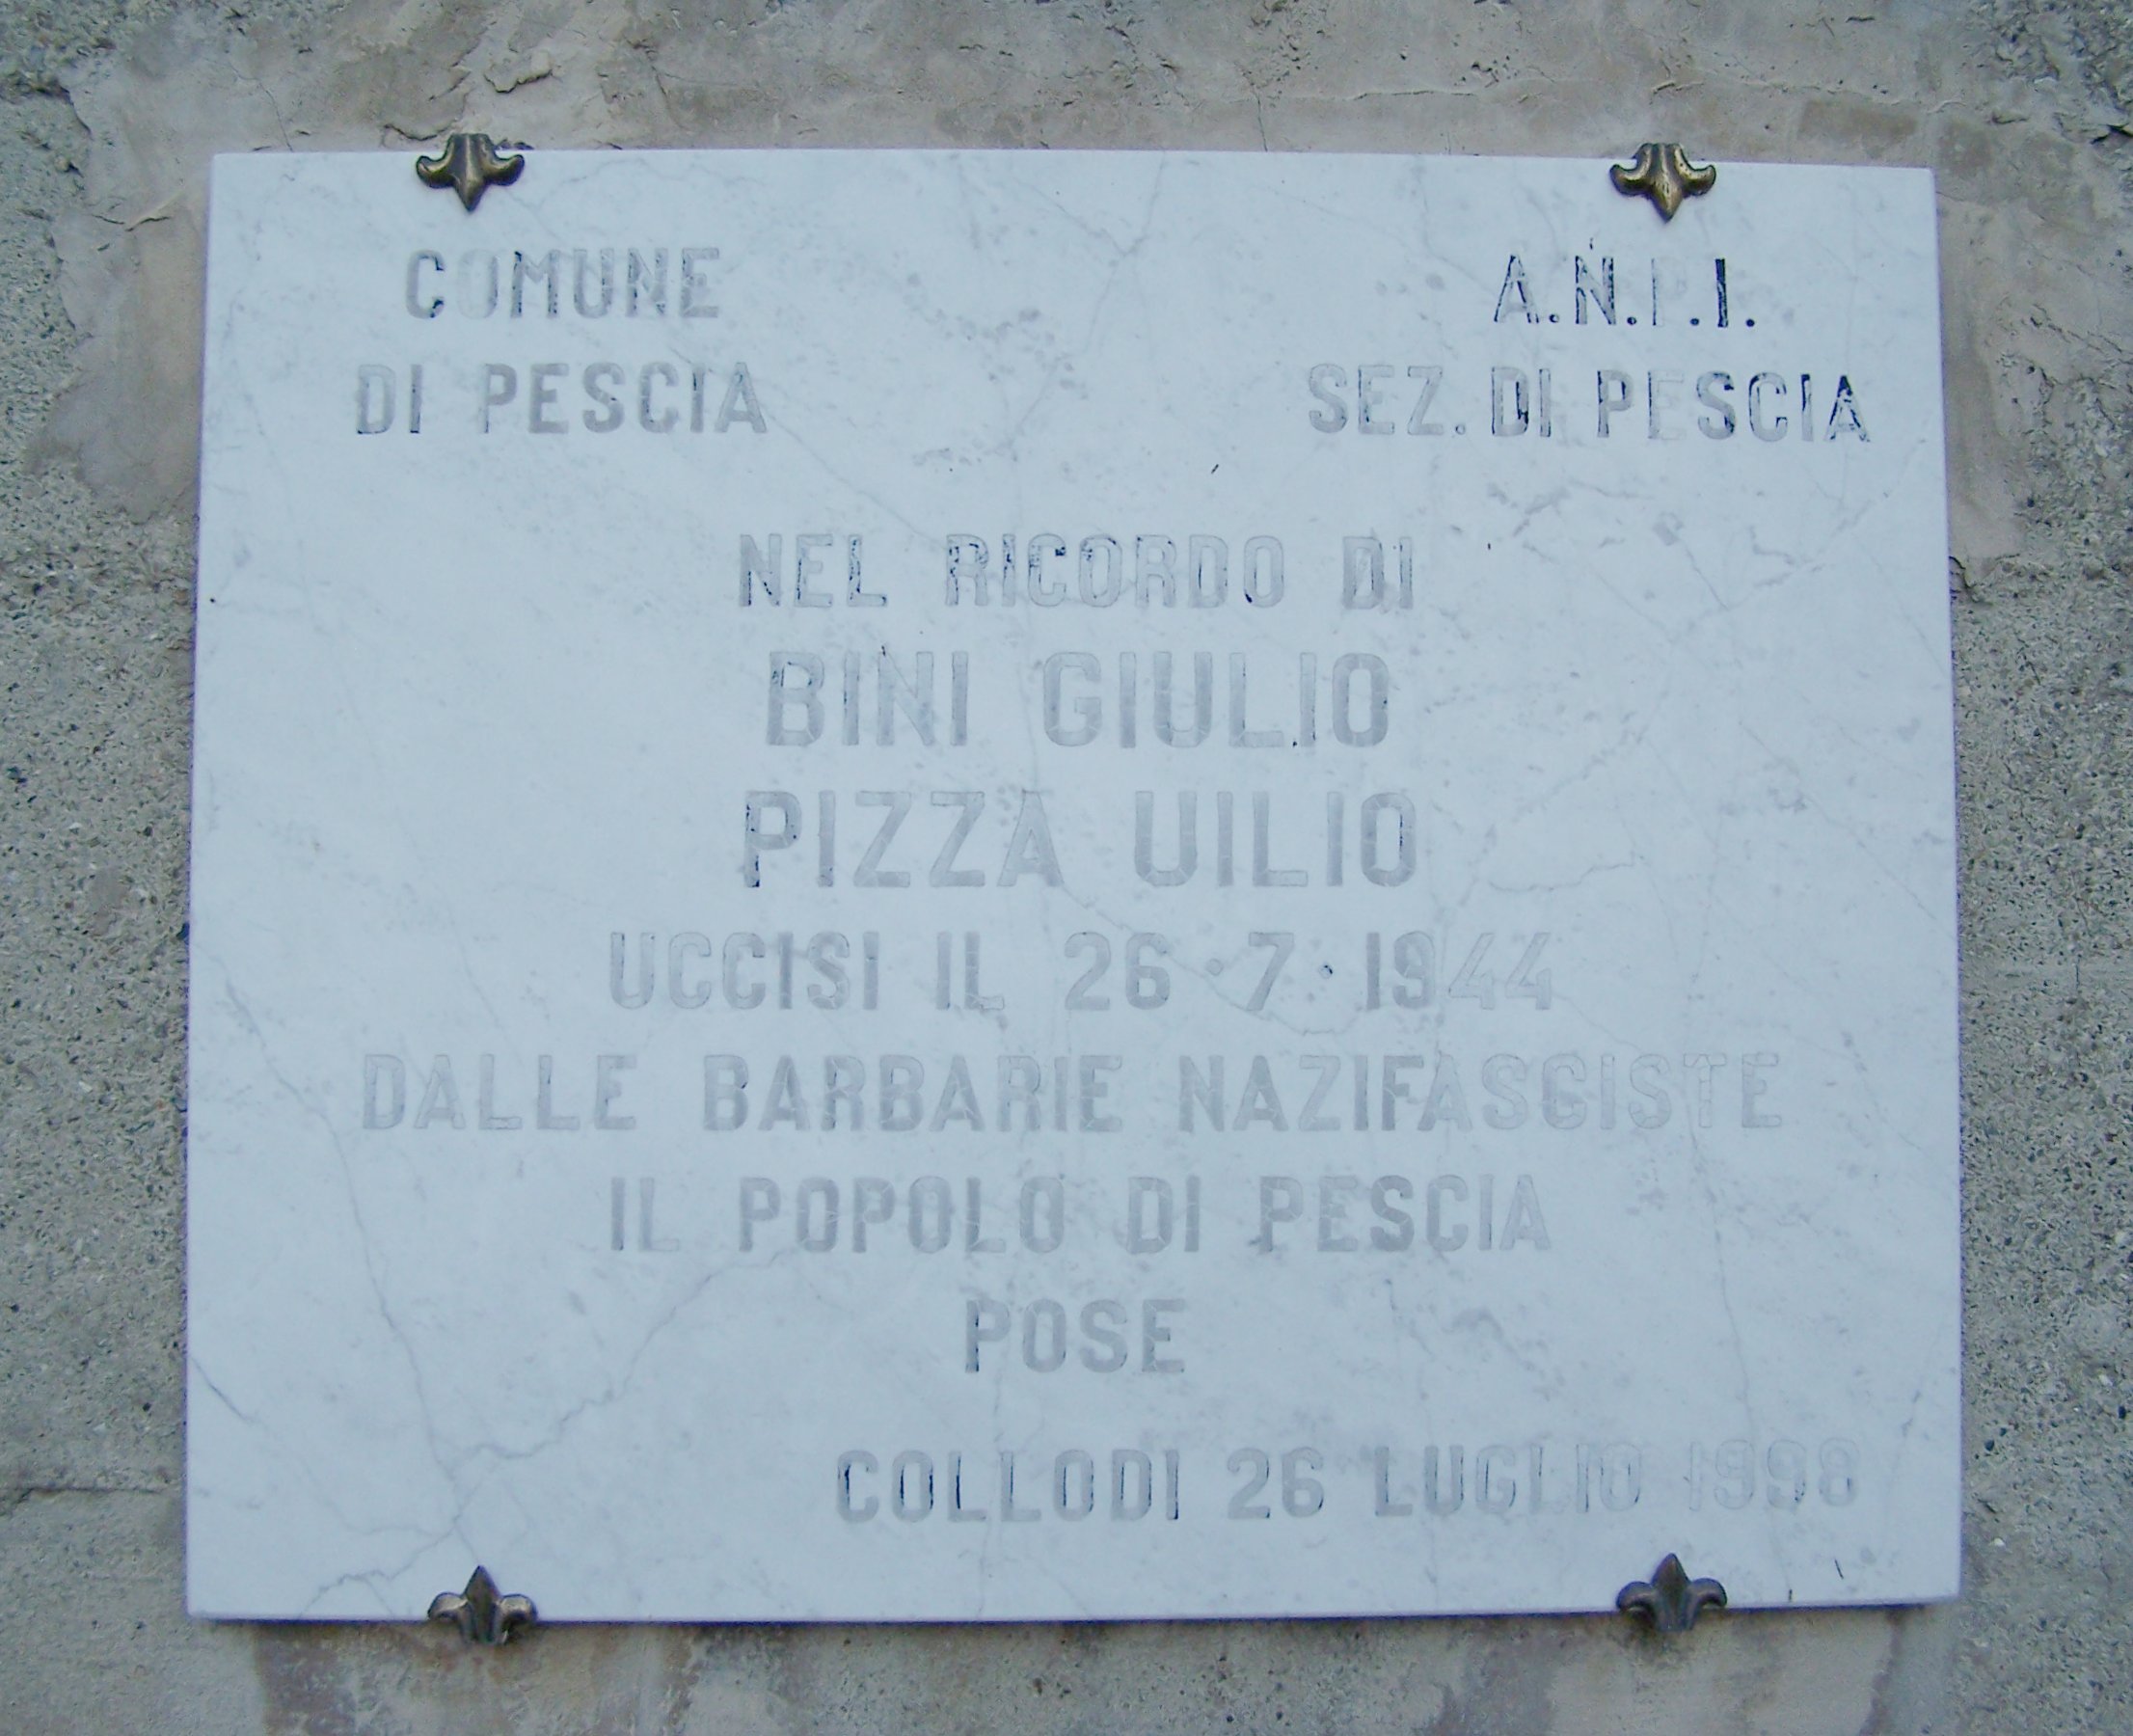 COMUNE
DI PESCIA
A.N.P.I.
SEZ. DI PESCIA
NEL RICORDO DI
BINI GIULIO
PIZZA UILIO
UCCISI IL 26·7·1944
DALLE BARBARIE NAZIFASCISTE
IL POPOLO DI PESCIA
POSE
COLLODI 26 LUGLIO 1998